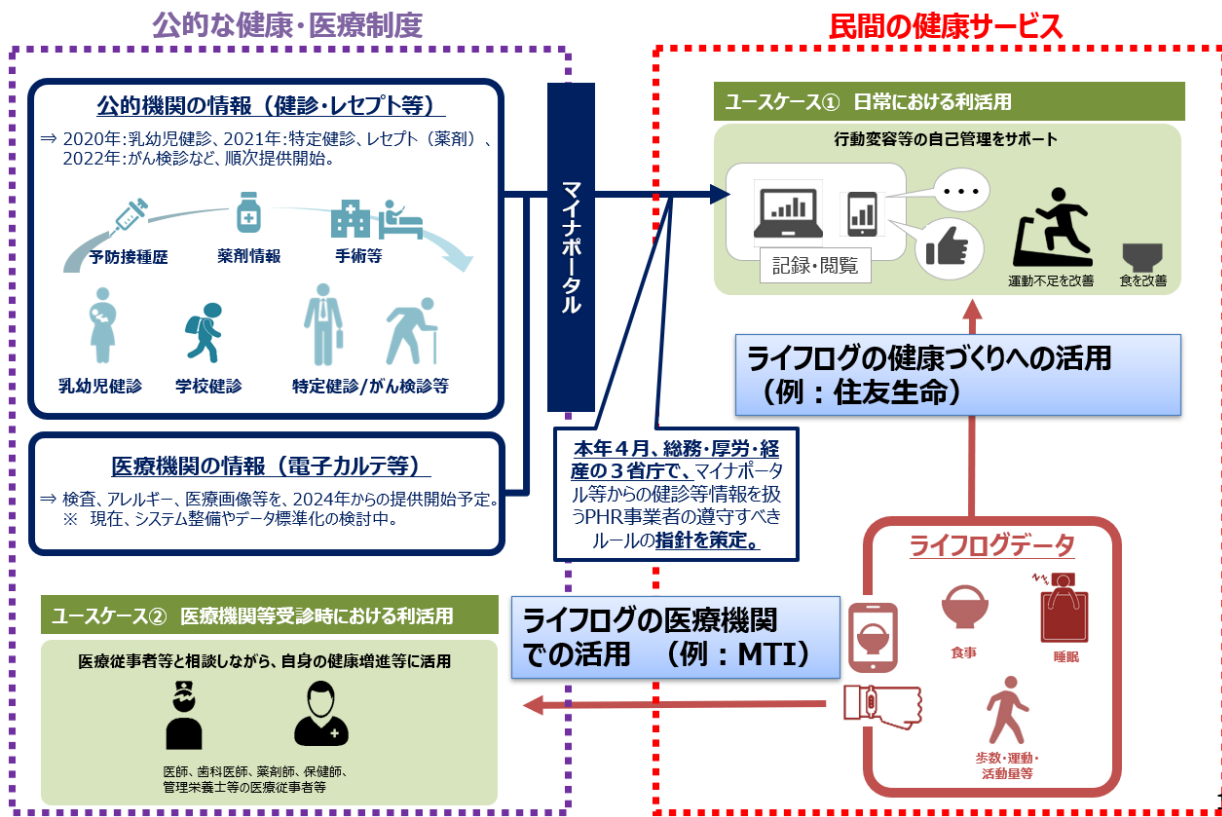 公的な健康・医療制度
民間の健康サービス
公的機関の情報（健診・レセプト等）
⇒ 2020年:乳幼児健診、2021年:特定健診、レセプト（薬剤）、
2022年:がん検診など、順次提供開始。
予防接種歴
薬剤情報
手術等
乳幼児健診
学校健診
特定健診/がん検診等
医療機関の情報（電子カルテ等）
⇒ 検査、アレルギー、医療画像等を、2024年からの提供開始予定。
※ 現在、システム整備やデータ標準化の検討中。
マイナポータル
ユースケース① 日常における利活用
行動変容等の自己管理をサポート
記録・閲覧
運動不足を改善
食を改善
ライフログの健康づくりへの活用
（例：住友生命）
本年４月、総務・厚労・経
産の３省庁で、マイナポータ
ル等からの健診等情報を扱
うPHR事業者の遵守すべき
ルールの指針を策定。
ユースケース② 医療機関等受診時における利活用
医療従事者等と相談しながら、自身の健康増進等に活用
医師、歯科医師、薬剤師、保健師、
管理栄養士等の医療従事者等
ライフログの医療機関
での活用 （例：MTI）
ライフログデータ
食事
睡眠
歩数・運動・
活動量等